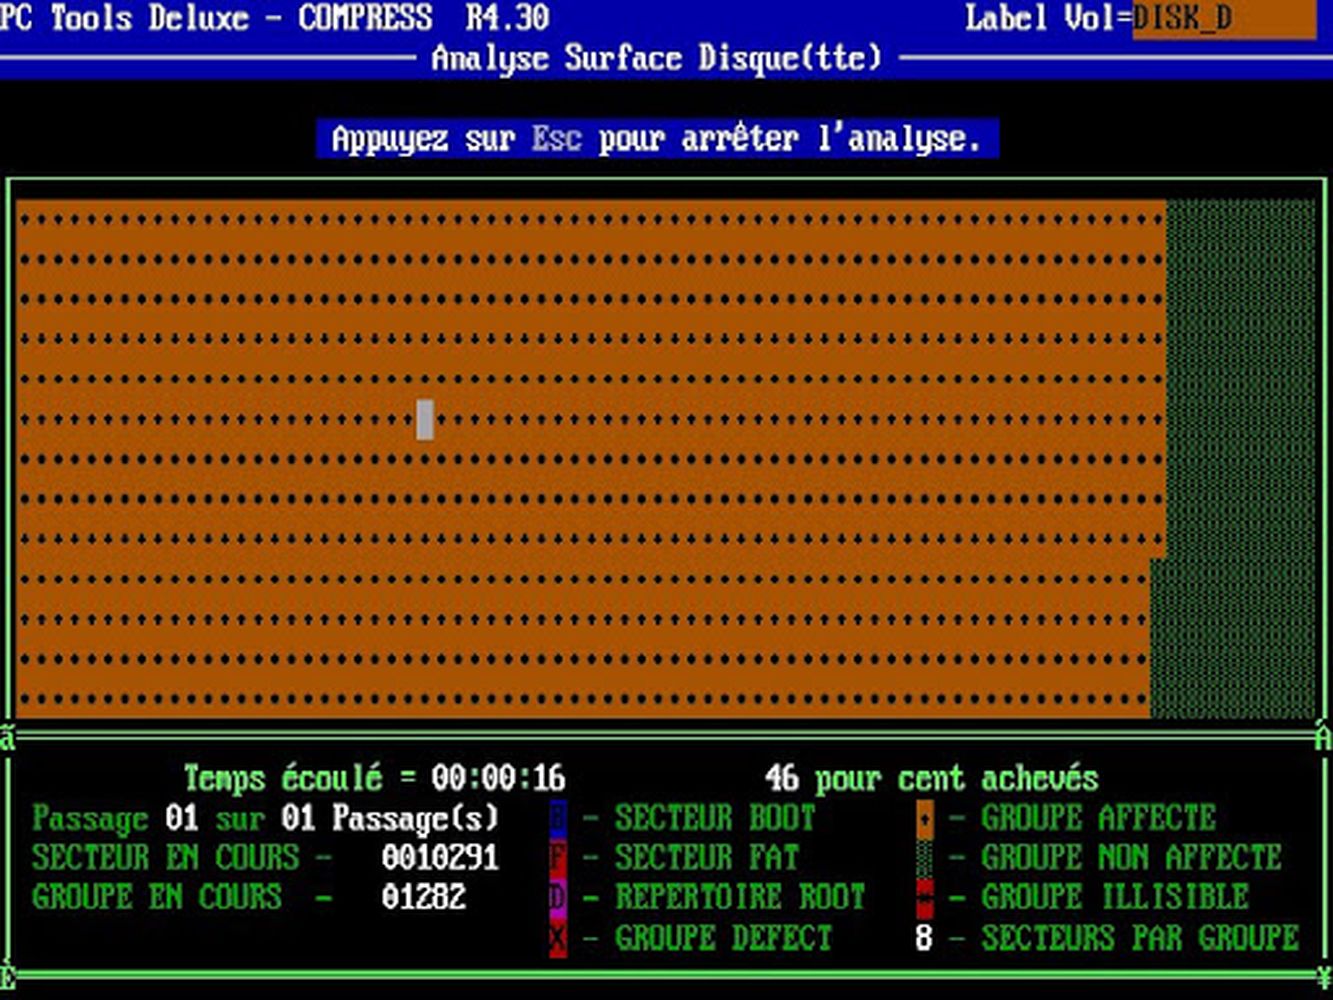 PC Tools Deluxe - COMPRESS R4.30 Label Vol=DISK_D
Analyse Surface Disque(tte)
Appuyez sur Esc pour arrêter l'analyse.
Temps écoulé = 00:00:16 46 pour cent achevés
Passage 01 sur 01 Passage(s) B - SECTEUR BOOT - GROUPE AFFECTE
SECTEUR EN COURS - 0010291 F - SECTEUR FAT - GROUPE NON AFFECTE
GROUPE EN COURS - 01282 D - REPERTOIRE ROOT - GROUPE ILLISIBLE
X - GROUPE DEFECT 8 - SECTEURS PAR GROUPE